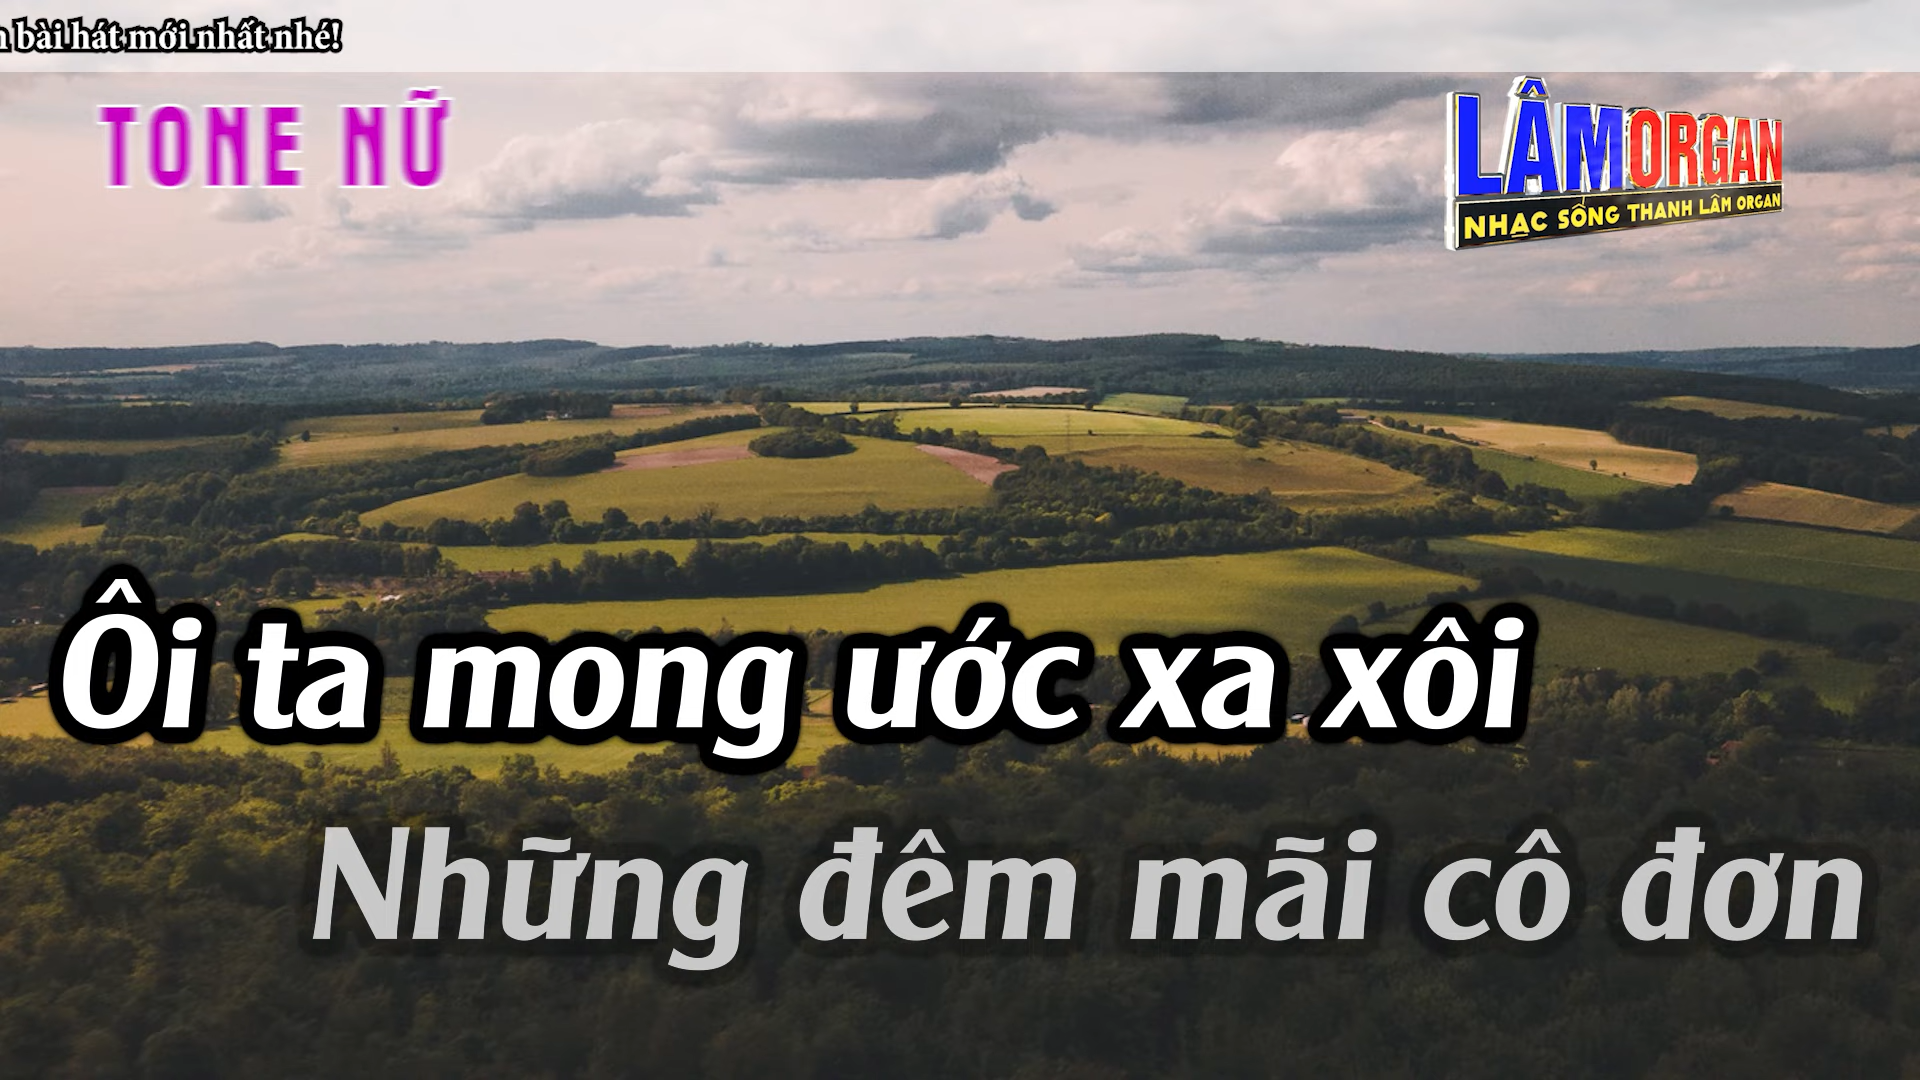 bài hát mới nhất nhé!
TONE NỮ
LÂM ORGAN
NHẠC SỐNG THANH LÂM ORGAN
Ôi ta mong ước xa xôi
Những đêm mãi cô đơn